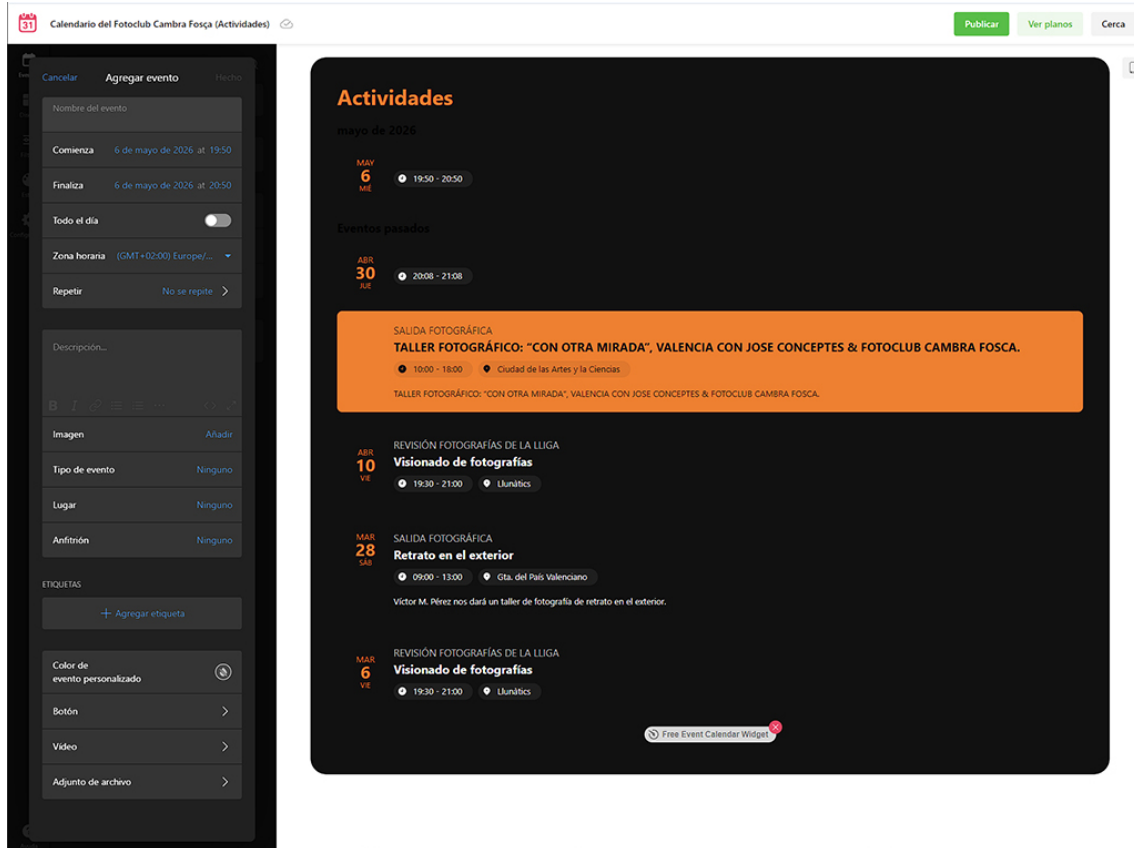 31
Calendario del Fotoclub Cambra Fosça (Actividades)
Publicar
Ver planos
Cerca
Cancelar
Agregar evento
Hecho
Nombre del evento
Comienza 6 de mayo de 2026 at 19:50
Finaliza 6 de mayo de 2026 at 20:50
Todo el día
Zona horaria (GMT+02:00) Europe/...
Repetir No se repite
Descripción...
B I
Imagen Añadir
Tipo de evento Ninguno
Lugar Ninguno
Anfitrión Ninguno
ETIQUETAS
Agregar etiqueta
Color de
evento personalizado
Botón
Vídeo
Adjunto de archivo
Actividades
mayo de 2026
MAY
6
MIÉ
19:50 - 20:50
Eventos pasados
ABR
30
JUE
20:08 - 21:08
SALIDA FOTOGRÁFICA
TALLER FOTOGRÁFICO: "CON OTRA MIRADA", VALENCIA CON JOSE CONCEPTES & FOTOCLUB CAMBRA FOSCA.
10:00 - 18:00 Ciudad de las Artes y la Ciencias
TALLER FOTOGRÁFICO: "CON OTRA MIRADA", VALENCIA CON JOSE CONCEPTES & FOTOCLUB CAMBRA FOSCA.
ABR
10
VIE
REVISIÓN FOTOGRAFÍAS DE LA LLIGA
Visionado de fotografías
19:30 - 21:00 Llunátics
MAR
28
SÁB
SALIDA FOTOGRÁFICA
Retrato en el exterior
09:00 - 13:00 Gta. del País Valenciano
Víctor M. Pérez nos dará un taller de fotografía de retrato en el exterior.
MAR
6
VIE
REVISIÓN FOTOGRAFÍAS DE LA LLIGA
Visionado de fotografías
19:30 - 21:00 Llunátics
Free Event Calendar Widget